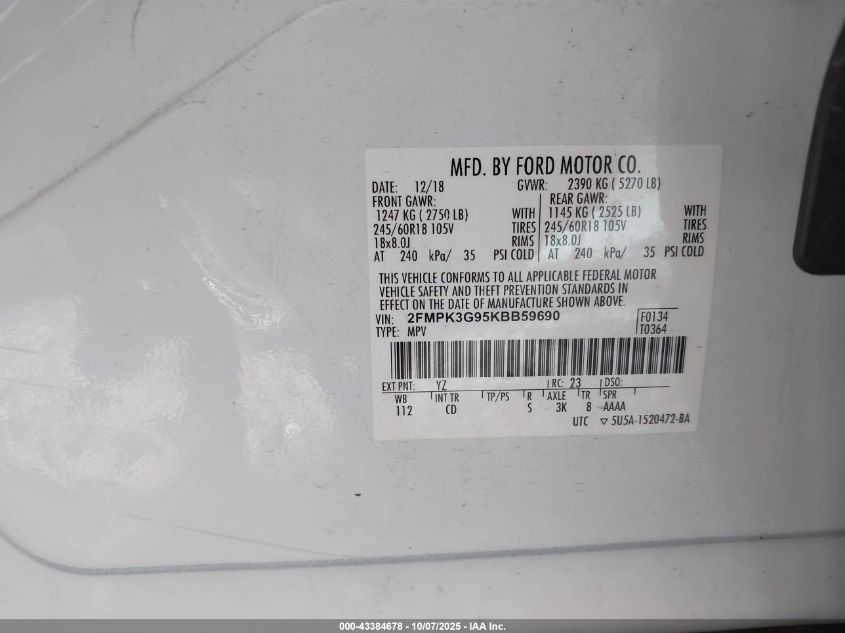 MFD. BY FORD MOTOR CO.
DATE: 12/18 GVWR: 2390 KG ( 5270 LB)
FRONT GAWR: REAR GAWR:
1247 KG ( 2750 LB) WITH 1145 KG ( 2525 LB) WITH
245/60R18 105V TIRES 245/60R18 105V TIRES
18x8.0J RIMS 18x8.0J RIMS
AT 240 kPa/ 35 PSI COLD AT 240 kPa/ 35 PSI COLD
THIS VEHICLE CONFORMS TO ALL APPLICABLE FEDERAL MOTOR
VEHICLE SAFETY AND THEFT PREVENTION STANDARDS IN
EFFECT ON THE DATE OF MANUFACTURE SHOWN ABOVE.
VIN: 2FMPK3G95KBB59690 F0134
TYPE: MPV T0364
EXT PNT: YZ RC: 23 DSO:
WB INT TR TP/PS R AXLE TR SPR
112 CD S 3K 8 AAAA
UTC ▽ 5U5A-1520472-BA
000-43384678 - 10/07/2025 - IAA Inc.